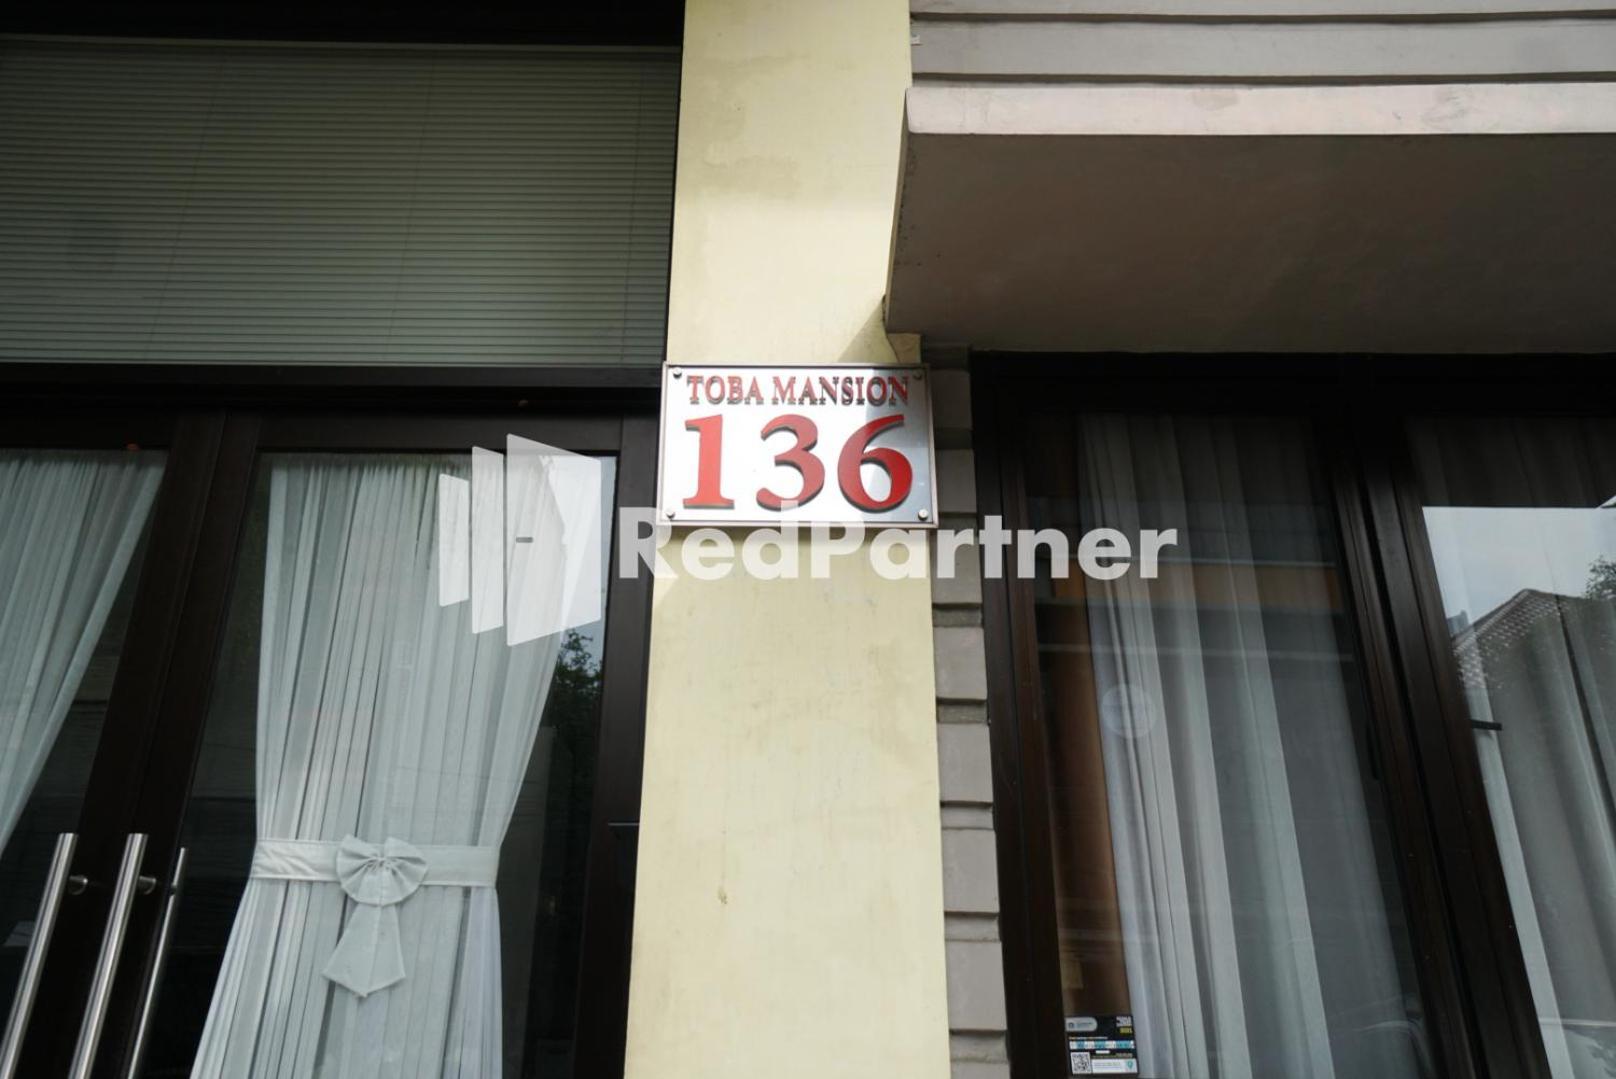 TOBA MANSION
136
RedPartner